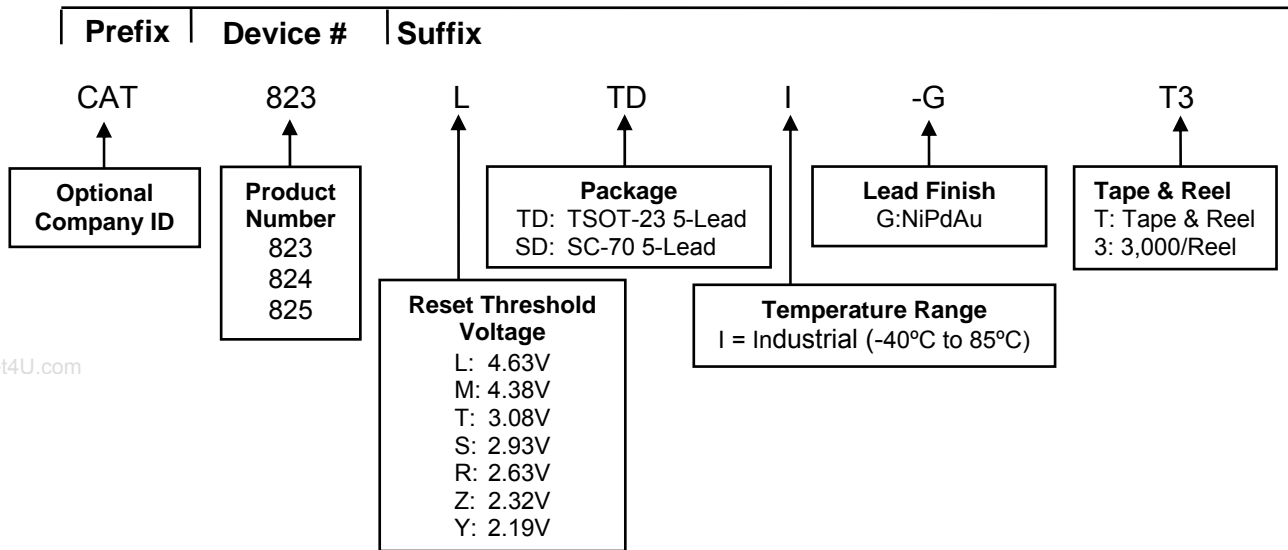 Prefix Device # Suffix
CAT 823 L TD I -G T3
Optional
Company ID
Product
Number
823
824
825
Package
TD: TSOT-23 5-Lead
SD: SC-70 5-Lead
Lead Finish
G:NiPdAu
Tape & Reel
T: Tape & Reel
3: 3,000/Reel
Reset Threshold
Voltage
L: 4.63V
M: 4.38V
T: 3.08V
S: 2.93V
R: 2.63V
Z: 2.32V
Y: 2.19V
Temperature Range
I = Industrial (-40ºC to 85ºC)
t4U.com